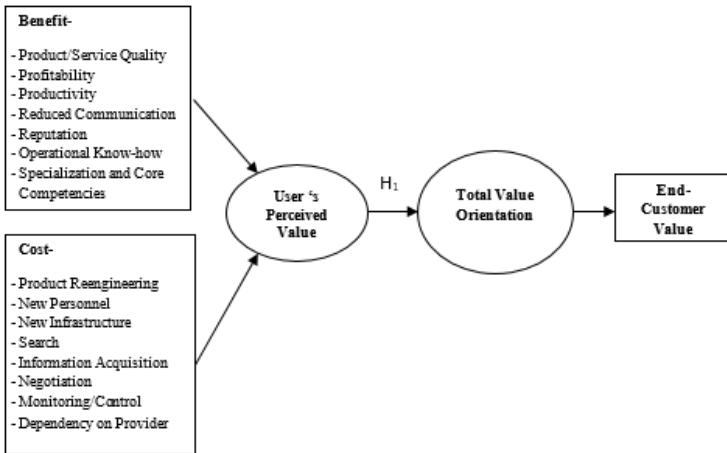 Benefit-
- Product/Service Quality
- Profitability
- Productivity
- Reduced Communication
- Reputation
- Operational Know-how
- Specialization and Core
Competencies
Cost-
- Product Reengineering
- New Personnel
- New Infrastructure
- Search
- Information Acquisition
- Negotiation
- Monitoring/Control
- Dependency on Provider
User ‘s
Perceived
Value
H₁
Total Value
Orientation
End-
Customer
Value